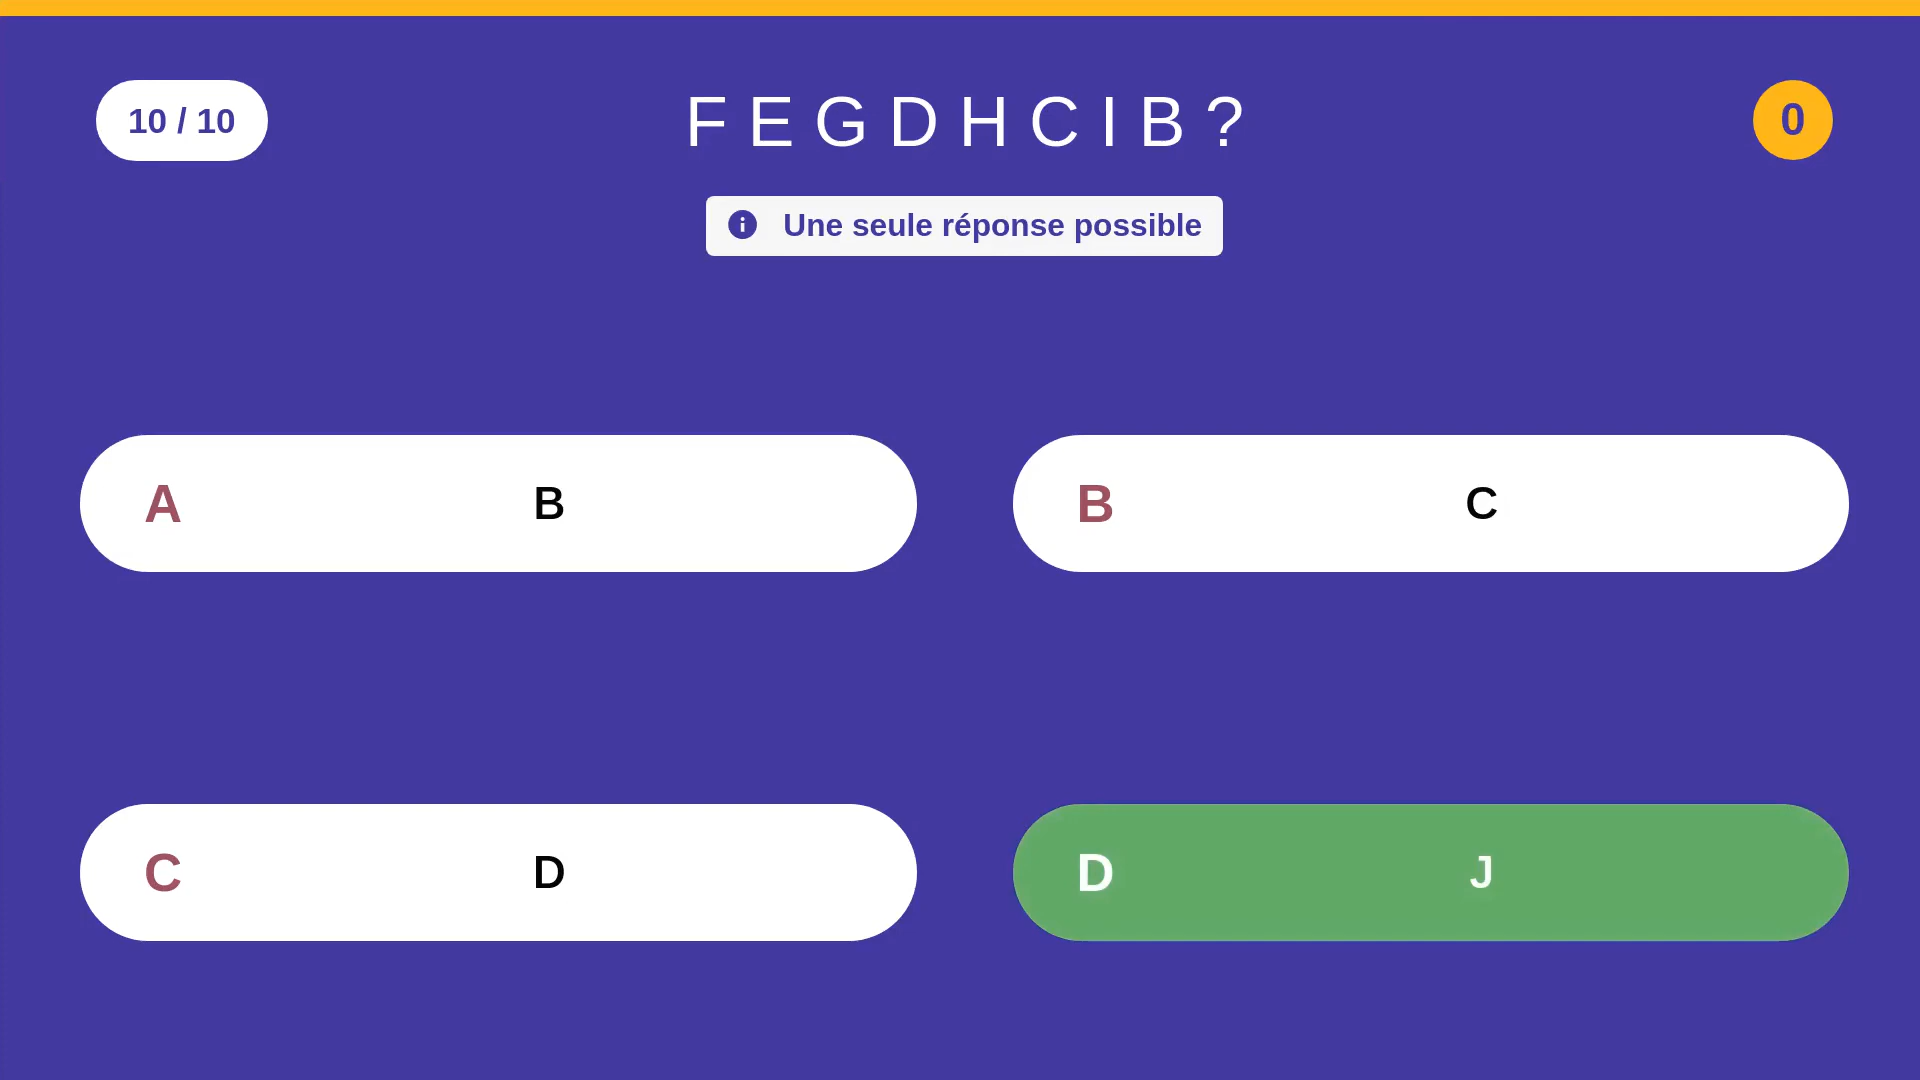 10 / 10
F E G D H C I B ?
0
Une seule réponse possible
A B
B C
C D
D J